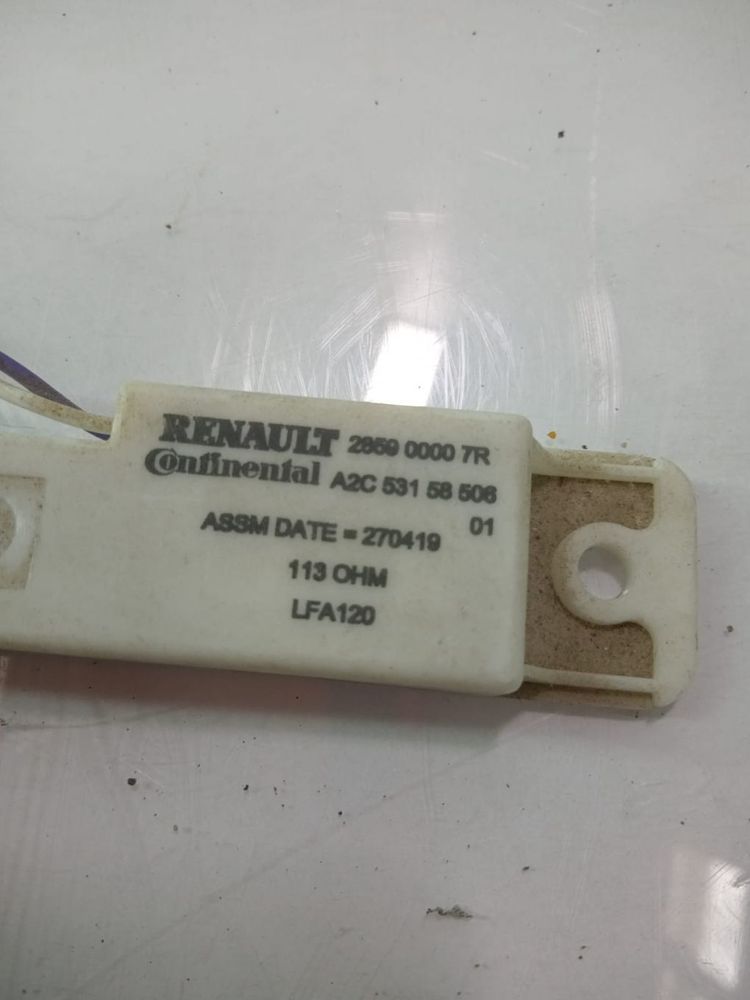 RENAULT 2859 0000 7R
Continental A2C 531 58 506
01
ASSM DATE = 270419
113 OHM
LFA120